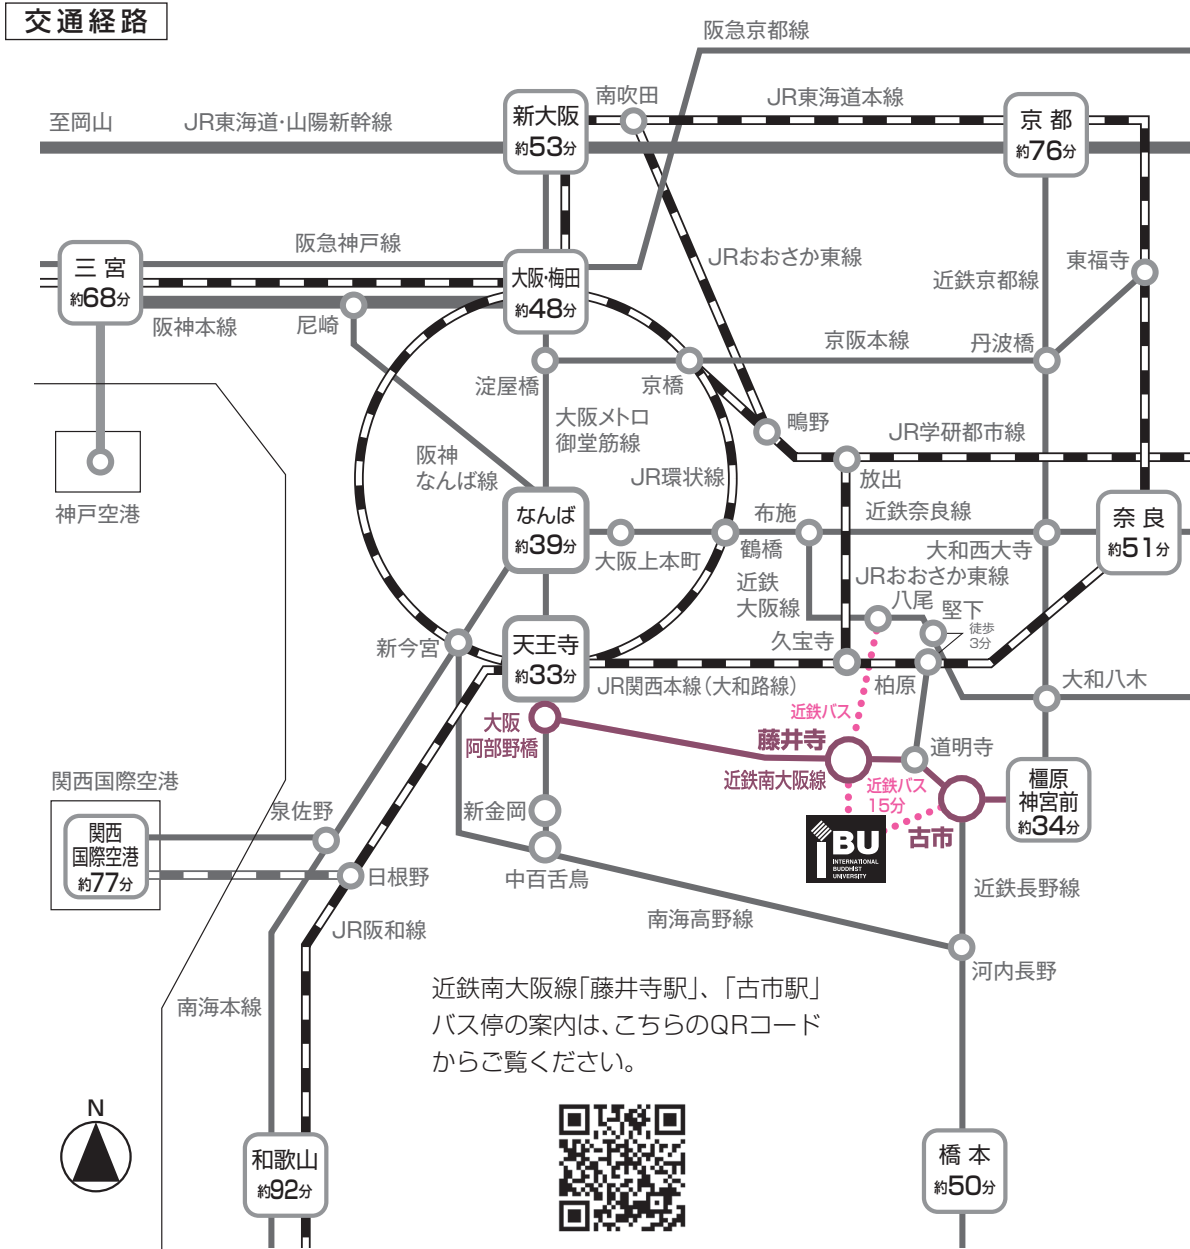 交通経路
阪急京都線
至岡山
JR東海道・山陽新幹線
新大阪
約53分
南吹田
JR東海道本線
京都
約76分
三宮
約68分
阪急神戸線
阪神本線
尼崎
大阪・梅田
約48分
JRおおさか東線
近鉄京都線
東福寺
淀屋橋
京橋
京阪本線
丹波橋
大阪メトロ
御堂筋線
鴫野
JR学研都市線
阪神
なんば線
JR環状線
放出
神戸空港
なんば
約39分
大阪上本町
鶴橋
布施
近鉄奈良線
大和西大寺
奈良
約51分
近鉄
大阪線
JRおおさか東線
八尾
堅下
徒歩
3分
新今宮
天王寺
約33分
久宝寺
JR関西本線(大和路線)
柏原
大和八木
大阪
阿部野橋
近鉄バス
藤井寺
近鉄南大阪線
道明寺
近鉄バス
15分
古市
橿原
神宮前
約34分
関西国際空港
関西
国際空港
約77分
泉佐野
日根野
新金岡
中百舌鳥
iBU
INTERNATIONAL
BUDDHIST
UNIVERSITY
近鉄長野線
JR阪和線
南海高野線
河内長野
南海本線
近鉄南大阪線「藤井寺駅」、「古市駅」
バス停の案内は、こちらのQRコード
からご覧ください。
N
和歌山
約92分
橋本
約50分